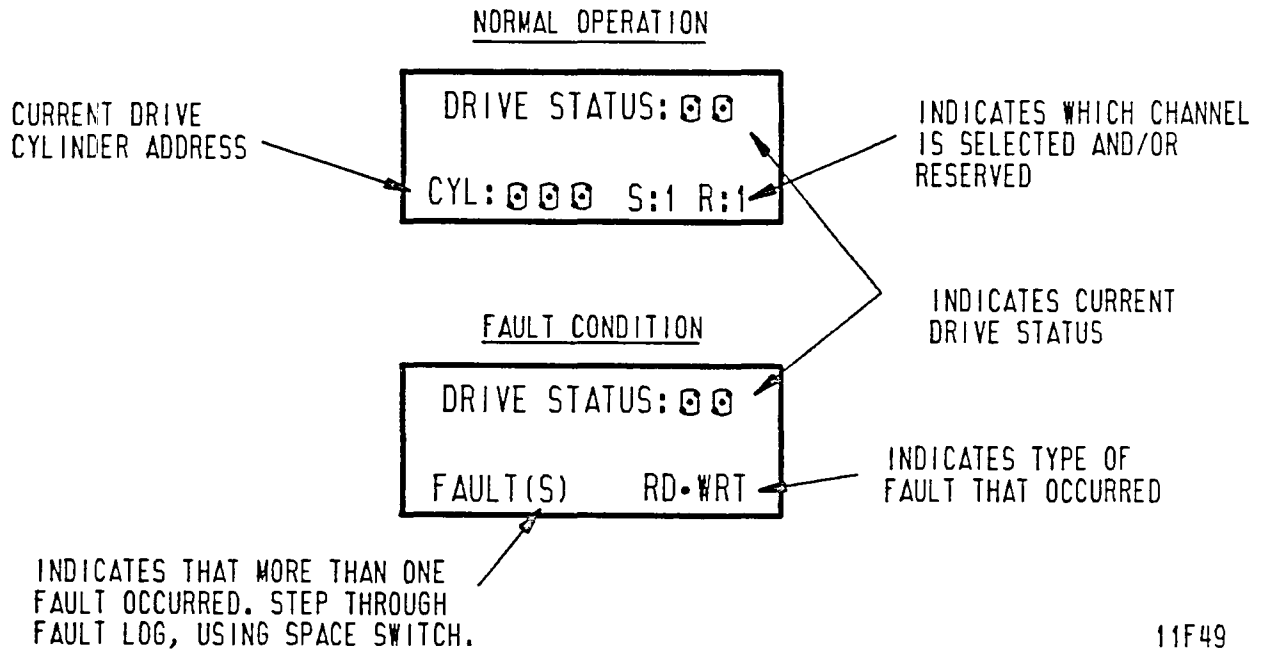 NORMAL OPERATION
CURRENT DRIVE
CYLINDER ADDRESS
DRIVE STATUS:00
CYL:000 S:1 R:1
INDICATES WHICH CHANNEL
IS SELECTED AND/OR
RESERVED
INDICATES CURRENT
DRIVE STATUS
FAULT CONDITION
DRIVE STATUS:00
FAULT(S) RD•WRT
INDICATES TYPE OF
FAULT THAT OCCURRED
INDICATES THAT MORE THAN ONE
FAULT OCCURRED. STEP THROUGH
FAULT LOG, USING SPACE SWITCH.
11F49